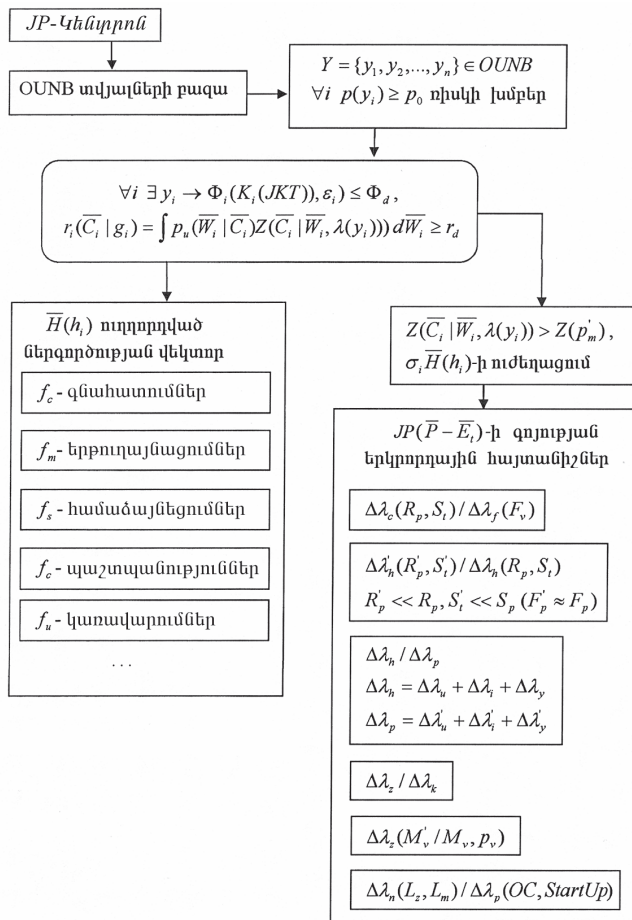 JP-Կենտրոն
OUNB տվյալների բազա
Y = {y₁, y₂,..., yₙ} ∈ OUNB
∀i p(yᵢ) ≥ p₀ ռիսկի խմբեր
∀i ∃ yᵢ → Φᵢ(Kᵢ(JKT)), εᵢ) ≤ Φ_d ,
rᵢ(C̅ᵢ | gᵢ) = ∫ pᵤ(W̅ᵢ | C̅ᵢ)Z(C̅ᵢ | W̅ᵢ, λ(yᵢ))) dW̅ᵢ ≥ r_d
H̅(hᵢ) ուղղորդված
ներգործության վեկտոր
f_c - գնահատումներ
f_m - երթուղայնացումներ
f_s - համաձայնեցումներ
f_c - պաշտպանություններ
f_u - կառավարումներ
...
Z(C̅ᵢ | W̅ᵢ, λ(yᵢ)) > Z(p'_m) ,
σᵢH̅(hᵢ)-ի ուժեղացում
JP(P̅ − E̅_t)-ի գոյության
երկրորդային հայտանիշներ
Δλ_c(R_p, S_t) / Δλ_f(F_v)
Δλ'_h(R'_p, S'_t) / Δλ_h(R_p, S_t)
R'_p << R_p, S'_t << S_p (F'_p ≈ F_p)
Δλ_h / Δλ_p
Δλ_h = Δλ_u + Δλ_i + Δλ_y
Δλ_p = Δλ'_u + Δλ'_i + Δλ'_y
Δλ_z / Δλ_k
Δλ_z(M'_v / M_v, p_v)
Δλ_n(L_z, L_m) / Δλ_p(OC, StartUp)